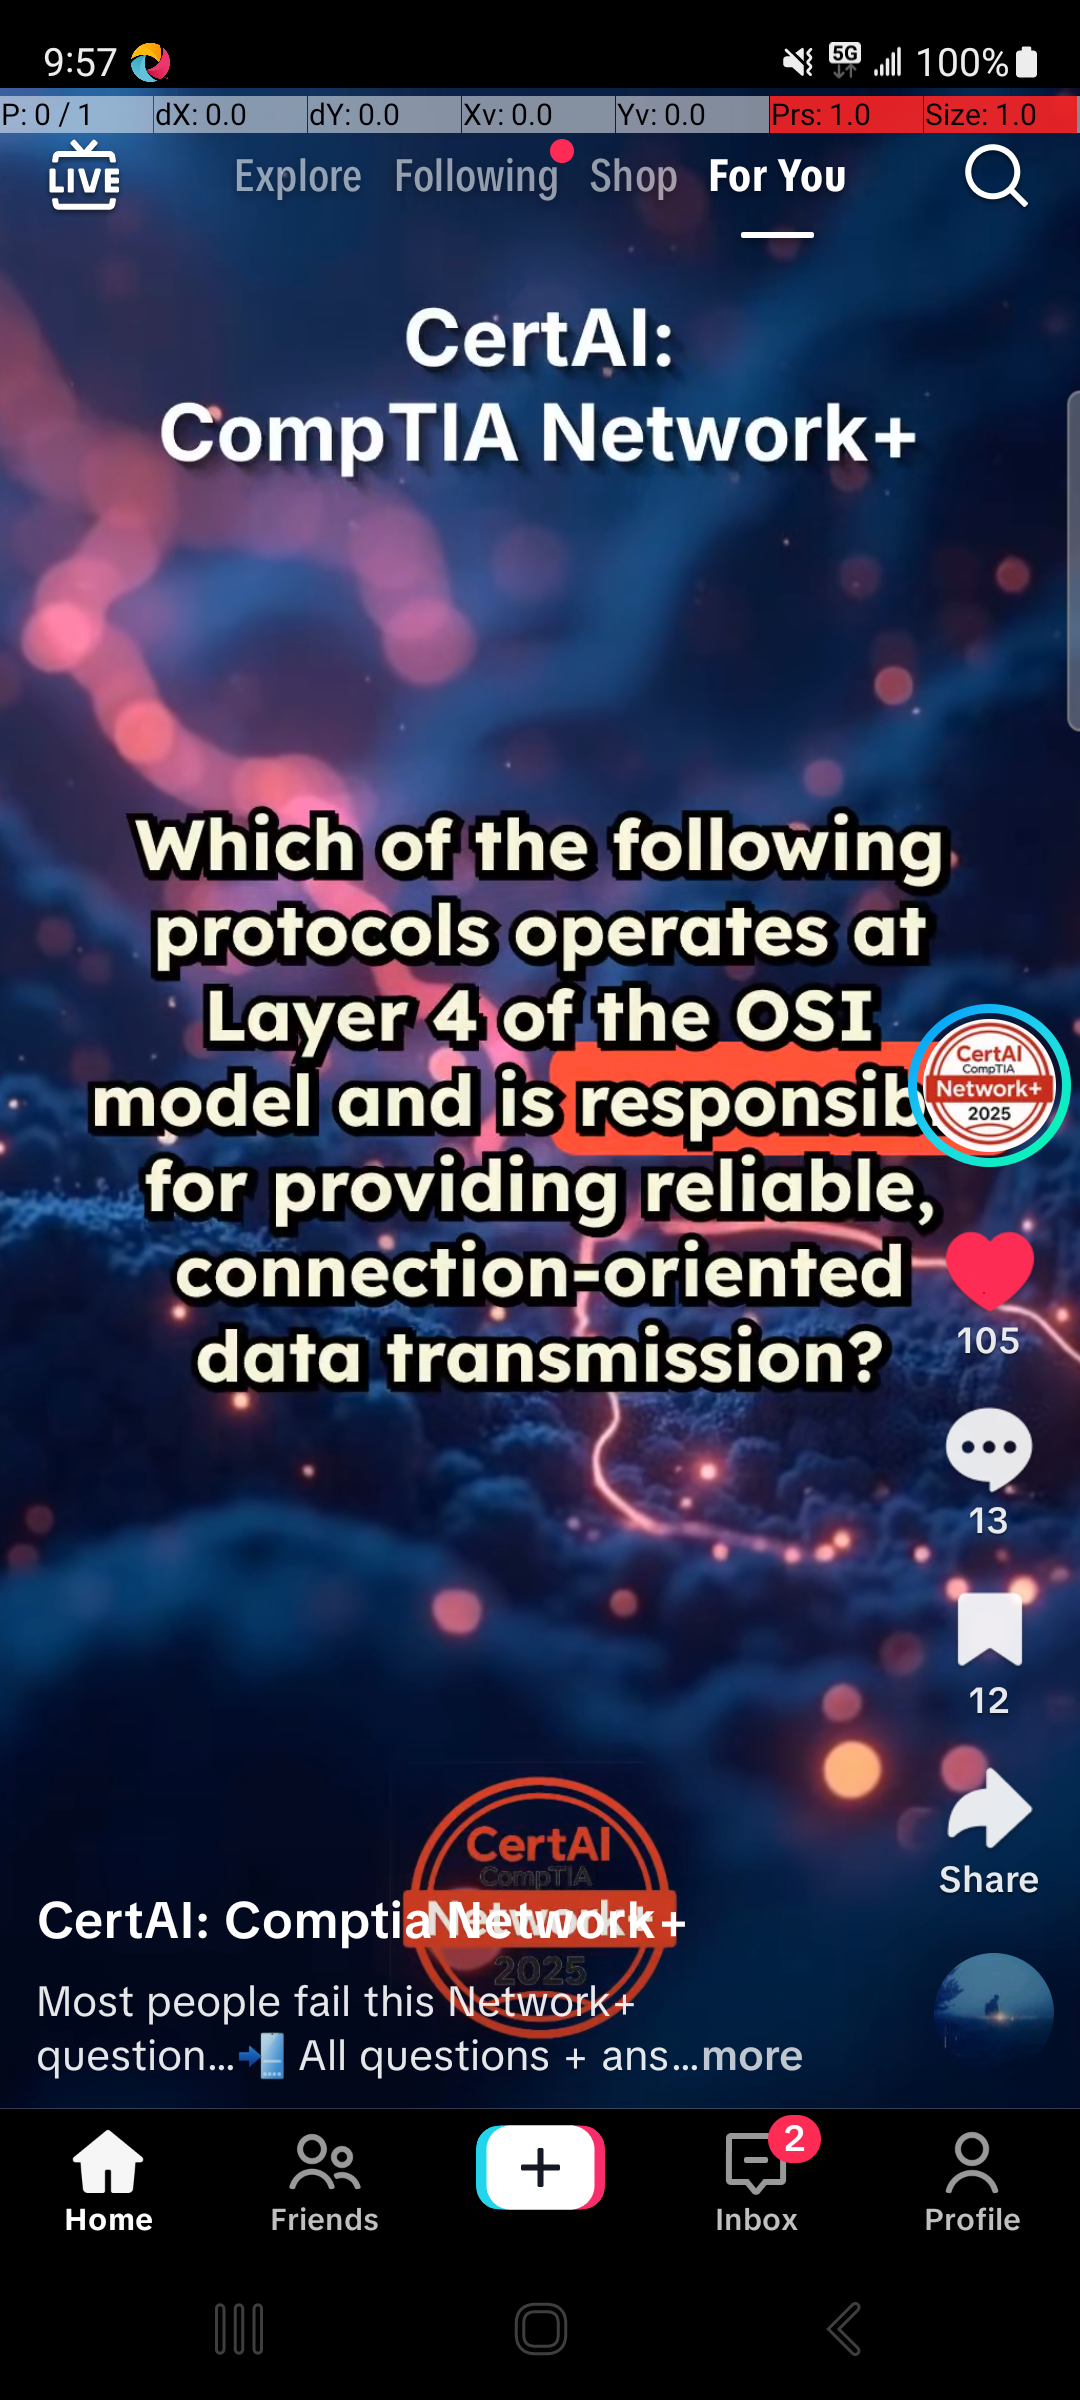 9:57
5G
100%
P: 0 / 1
dX: 0.0
dY: 0.0
Xv: 0.0
Yv: 0.0
Prs: 1.0
Size: 1.0
LIVE
Explore
Following
Shop
For You
CertAI:
CompTIA Network+
Which of the following
protocols operates at
Layer 4 of the OSI
model and is responsib
for providing reliable,
connection-oriented
data transmission?
CertAI
CompTIA
Network+
2025
105
13
12
Share
CertAI
CompTIA
Network+
2025
CertAI: Comptia Network+
Most people fail this Network+
question... All questions + ans...more
Home
Friends
2
Inbox
Profile